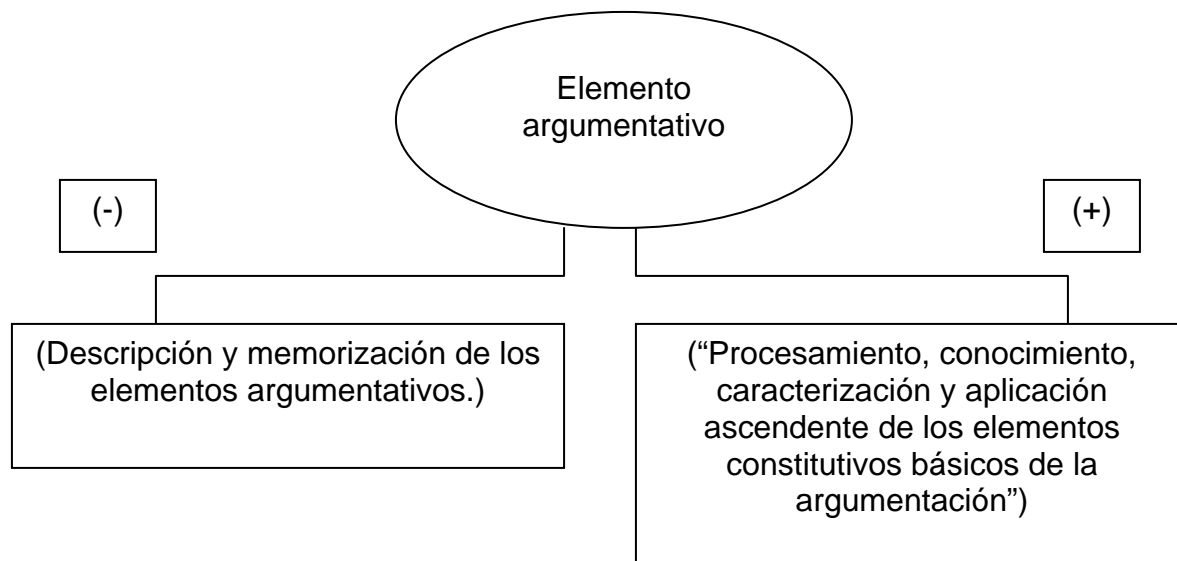 Elemento
argumentativo
(-)
(+)
(Descripción y memorización de los
elementos argumentativos.)
(“Procesamiento, conocimiento,
caracterización y aplicación
ascendente de los elementos
constitutivos básicos de la
argumentación”)